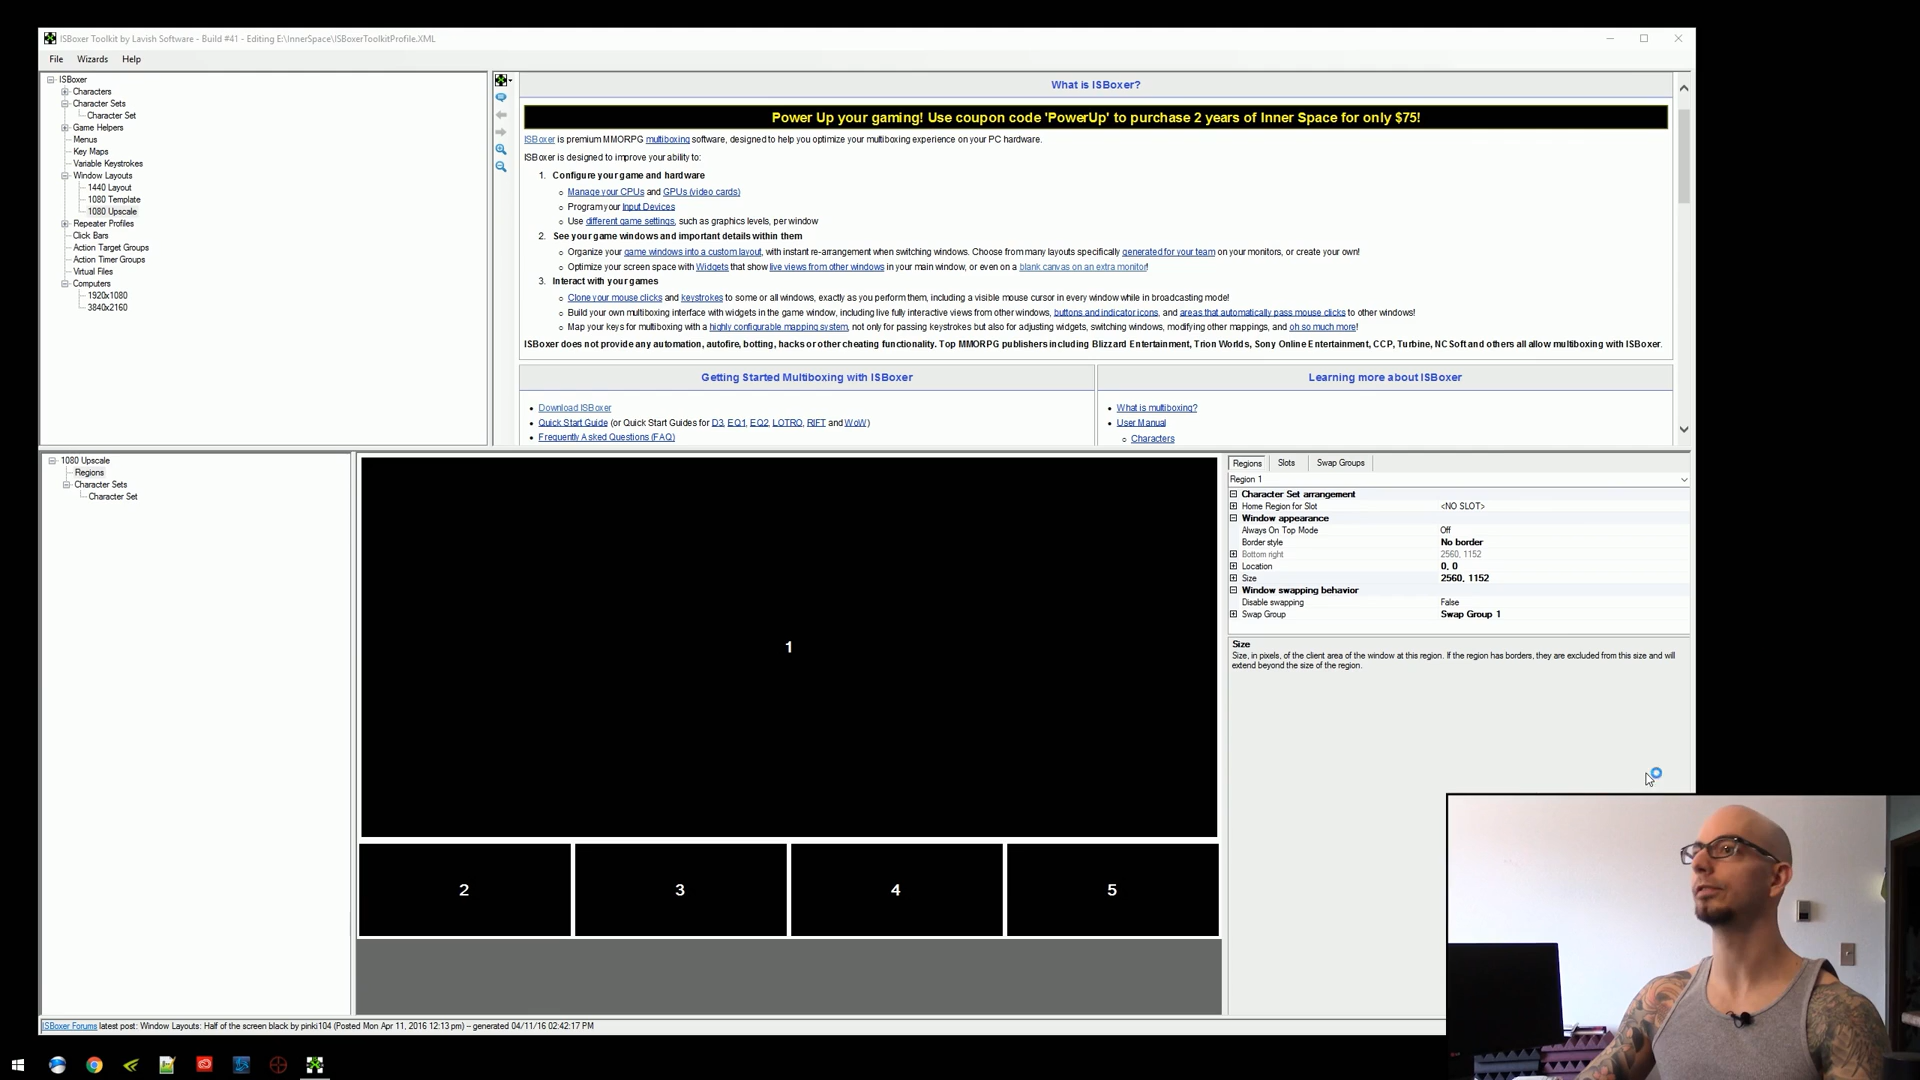 ISBoxer Toolkit by Lavish Software - Build #41 - Editing E:\InnerSpace\ISBoxerToolkitProfile.XML
File Wizards Help
ISBoxer
Characters
Character Sets
Character Set
Game Helpers
Menus
Key Maps
Variable Keystrokes
Window Layouts
1440 Layout
1080 Template
1080 Upscale
Repeater Profiles
Click Bars
Action Target Groups
Action Timer Groups
Virtual Files
Computers
1920x1080
3840x2160
What is ISBoxer?
Power Up your gaming! Use coupon code 'PowerUp' to purchase 2 years of Inner Space for only $75!
ISBoxer is premium MMORPG multiboxing software, designed to help you optimize your multiboxing experience on your PC hardware.
ISBoxer is designed to improve your ability to:
1. Configure your game and hardware
Manage your CPUs and GPUs (video cards)
Program your Input Devices
Use different game settings, such as graphics levels, per window
2. See your game windows and important details within them
Organize your game windows into a custom layout, with instant re-arrangement when switching windows. Choose from many layouts specifically generated for your team on your monitors, or create your own!
Optimize your screen space with Widgets that show live views from other windows in your main window, or even on a blank canvas on an extra monitor!
3. Interact with your games
Clone your mouse clicks and keystrokes to some or all windows, exactly as you perform them, including a visible mouse cursor in every window while in broadcasting mode!
Build your own multiboxing interface with widgets in the game window, including live fully interactive views from other windows, buttons and indicator icons, and areas that automatically pass mouse clicks to other windows!
Map your keys for multiboxing with a highly configurable mapping system, not only for passing keystrokes but also for adjusting widgets, switching windows, modifying other mappings, and oh so much more!
ISBoxer does not provide any automation, autofire, botting, hacks or other cheating functionality. Top MMORPG publishers including Blizzard Entertainment, Trion Worlds, Sony Online Entertainment, CCP, Turbine, NCSoft and others all allow multiboxing with ISBoxer.
Getting Started Multiboxing with ISBoxer
Download ISBoxer
Quick Start Guide (or Quick Start Guides for D3, EQ1, EQ2, LOTRO, RIFT and WoW)
Frequently Asked Questions (FAQ)
Learning more about ISBoxer
What is multiboxing?
User Manual
Characters
1080 Upscale
Regions
Character Sets
Character Set
1
2 3 4 5
Regions Slots Swap Groups
Region 1
Character Set arrangement
Home Region for Slot <NO SLOT>
Window appearance
Always On Top Mode Off
Border style No border
Bottom right 2560, 1152
Location 0, 0
Size 2560, 1152
Window swapping behavior
Disable swapping False
Swap Group Swap Group 1
Size
Size, in pixels, of the client area of the window at this region. If the region has borders, they are excluded from this size and will
extend beyond the size of the region.
ISBoxer Forums latest post: Window Layouts: Half of the screen black by pinki104 (Posted Mon Apr 11, 2016 12:13 pm) -- generated 04/11/16 02:42:17 PM